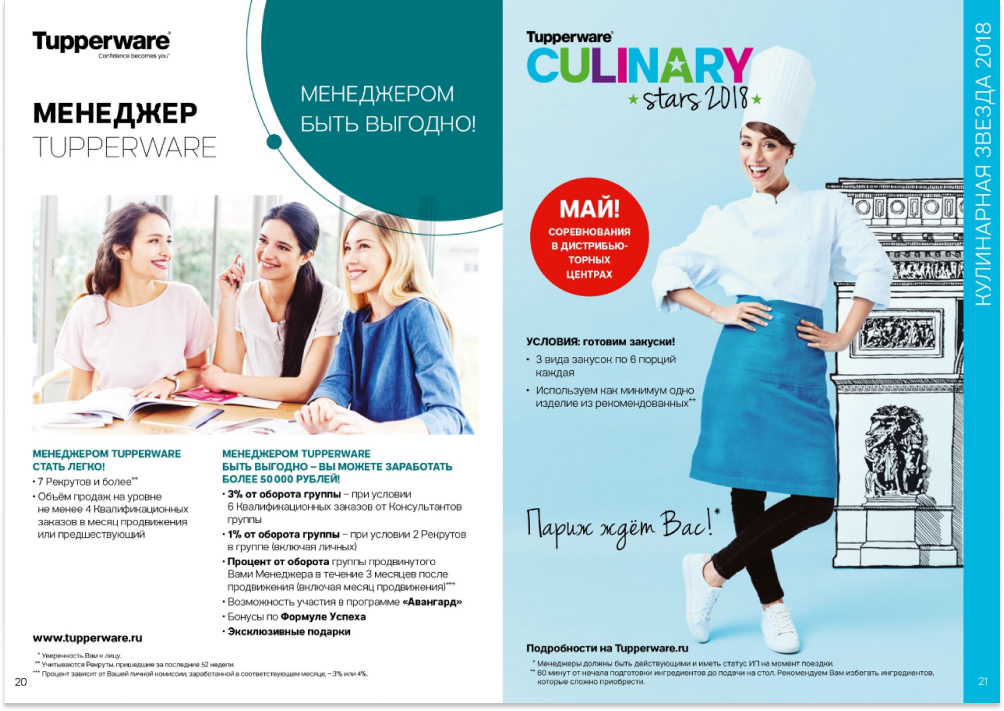 Tupperware®
Confidence becomes you*
МЕНЕДЖЕР
TUPPERWARE
МЕНЕДЖЕРОМ
БЫТЬ ВЫГОДНО!
МЕНЕДЖЕРОМ TUPPERWARE
СТАТЬ ЛЕГКО!
• 7 Рекрутов и более**
• Объём продаж на уровне
не менее 4 Квалификационных
заказов в месяц продвижения
или предшествующий
МЕНЕДЖЕРОМ TUPPERWARE
БЫТЬ ВЫГОДНО – ВЫ МОЖЕТЕ ЗАРАБОТАТЬ
БОЛЕЕ 50 000 РУБЛЕЙ!
• 3% от оборота группы – при условии
6 Квалификационных заказов от Консультантов
группы
• 1% от оборота группы – при условии 2 Рекрутов
в группе (включая личных)
• Процент от оборота группы продвинутого
Вами Менеджера в течение 3 месяцев после
продвижения (включая месяц продвижения)***
• Возможность участия в программе «Авангард»
• Бонусы по Формуле Успеха
• Эксклюзивные подарки
www.tupperware.ru
* Уверенность Вам к лицу.
** Учитываются Рекруты, пришедшие за последние 52 недели.
*** Процент зависит от Вашей личной комиссии, заработанной в соответствующем месяце, – 3% или 4%.
20
Tupperware®
CULINARY
stars 2018
МАЙ!
СОРЕВНОВАНИЯ
В ДИСТРИБЬЮ-
ТОРНЫХ
ЦЕНТРАХ
УСЛОВИЯ: готовим закуски!
• 3 вида закусок по 6 порций
каждая
• Используем как минимум одно
изделие из рекомендованных**
Париж ждёт Вас!*
Подробности на Tupperware.ru
* Менеджеры должны быть действующими и иметь статус ИП на момент поездки.
** 60 минут от начала подготовки ингредиентов до подачи на стол. Рекомендуем Вам избегать ингредиентов,
которые сложно приобрести.
КУЛИНАРНАЯ ЗВЕЗДА 2018
21